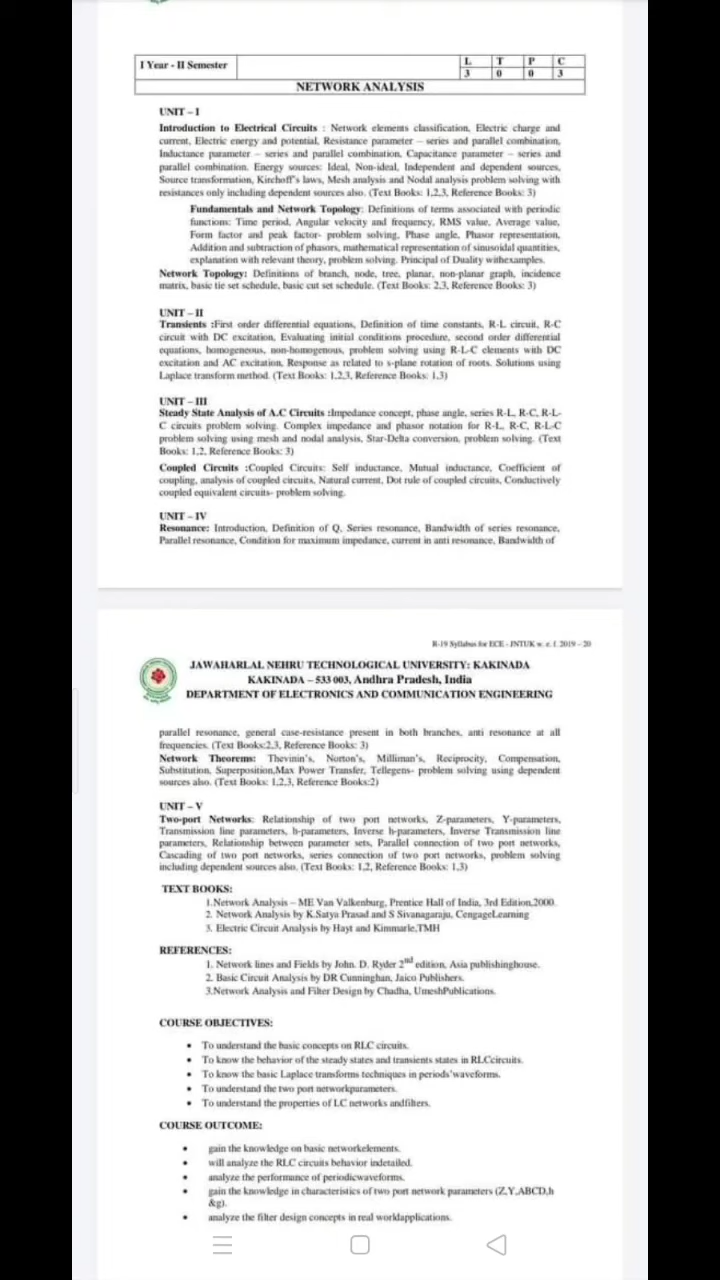 I Year - II Semester L T P C
3 0 0 3
NETWORK ANALYSIS
UNIT – I
Introduction to Electrical Circuits : Network elements classification, Electric charge and
current, Electric energy and potential, Resistance parameter – series and parallel combination,
Inductance parameter – series and parallel combination, Capacitance parameter – series and
parallel combination. Energy sources: Ideal, Non-ideal, Independent and dependent sources,
Source transformation, Kirchoff's laws, Mesh analysis and Nodal analysis problem solving with
resistances only including dependent sources also. (Text Books: 1,2,3, Reference Books: 3)
Fundamentals and Network Topology: Definitions of terms associated with periodic
functions: Time period, Angular velocity and frequency, RMS value, Average value,
Form factor and peak factor- problem solving, Phase angle, Phasor representation,
Addition and subtraction of phasors, mathematical representation of sinusoidal quantities,
explanation with relevant theory, problem solving. Principal of Duality withexamples.
Network Topology: Definitions of branch, node, tree, planar, non-planar graph, incidence
matrix, basic tie set schedule, basic cut set schedule. (Text Books: 2,3, Reference Books: 3)
UNIT – II
Transients :First order differential equations, Definition of time constants, R-L circuit, R-C
circuit with DC excitation, Evaluating initial conditions procedure, second order differential
equations, homogeneous, non-homogenous, problem solving using R-L-C elements with DC
excitation and AC excitation, Response as related to s-plane rotation of roots. Solutions using
Laplace transform method. (Text Books: 1,2,3, Reference Books: 1,3)
UNIT – III
Steady State Analysis of A.C Circuits :Impedance concept, phase angle, series R-L, R-C, R-L-
C circuits problem solving. Complex impedance and phasor notation for R-L, R-C, R-L-C
problem solving using mesh and nodal analysis, Star-Delta conversion, problem solving. (Text
Books: 1,2, Reference Books: 3)
Coupled Circuits :Coupled Circuits: Self inductance, Mutual inductance, Coefficient of
coupling, analysis of coupled circuits, Natural current, Dot rule of coupled circuits, Conductively
coupled equivalent circuits- problem solving.
UNIT – IV
Resonance: Introduction, Definition of Q, Series resonance, Bandwidth of series resonance,
Parallel resonance, Condition for maximum impedance, current in anti resonance, Bandwidth of
R-19 Syllabus for ECE - JNTUK w. e. f. 2019 – 20
JAWAHARLAL NEHRU TECHNOLOGICAL UNIVERSITY: KAKINADA
KAKINADA – 533 003, Andhra Pradesh, India
DEPARTMENT OF ELECTRONICS AND COMMUNICATION ENGINEERING
parallel resonance, general case-resistance present in both branches, anti resonance at all
frequencies. (Text Books:2,3, Reference Books: 3)
Network Theorems: Thevinin's, Norton's, Milliman's, Reciprocity, Compensation,
Substitution, Superposition,Max Power Transfer, Tellegens- problem solving using dependent
sources also. (Text Books: 1,2,3, Reference Books:2)
UNIT – V
Two-port Networks: Relationship of two port networks, Z-parameters, Y-parameters,
Transmission line parameters, h-parameters, Inverse h-parameters, Inverse Transmission line
parameters, Relationship between parameter sets, Parallel connection of two port networks,
Cascading of two port networks, series connection of two port networks, problem solving
including dependent sources also. (Text Books: 1,2, Reference Books: 1,3)
TEXT BOOKS:
1.Network Analysis – ME Van Valkenburg, Prentice Hall of India, 3rd Edition,2000.
2. Network Analysis by K.Satya Prasad and S Sivanagaraju, CengageLearning
3. Electric Circuit Analysis by Hayt and Kimmarle,TMH
REFERENCES:
1. Network lines and Fields by John. D. Ryder 2nd edition, Asia publishinghouse.
2. Basic Circuit Analysis by DR Cunninghan, Jaico Publishers.
3.Network Analysis and Filter Design by Chadha, UmeshPublications.
COURSE OBJECTIVES:
• To understand the basic concepts on RLC circuits.
• To know the behavior of the steady states and transients states in RLCcircuits.
• To know the basic Laplace transforms techniques in periods'waveforms.
• To understand the two port networkparameters.
• To understand the properties of LC networks andfilters.
COURSE OUTCOME:
• gain the knowledge on basic networkelements.
• will analyze the RLC circuits behavior indetailed.
• analyze the performance of periodicwaveforms.
• gain the knowledge in characteristics of two port network parameters (Z,Y,ABCD,h
&g).
• analyze the filter design concepts in real worldapplications.